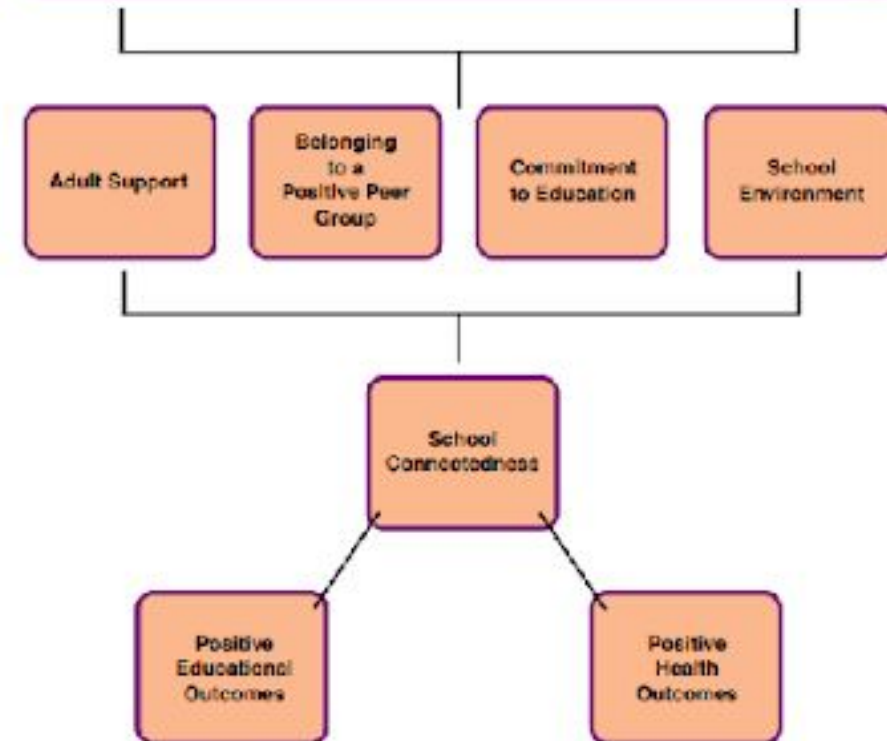 Adult Support
Belonging
to a
Positive Peer
Group
Commitment
to Education
School
Environment
School
Connectedness
Positive
Educational
Outcomes
Positive
Health
Outcomes